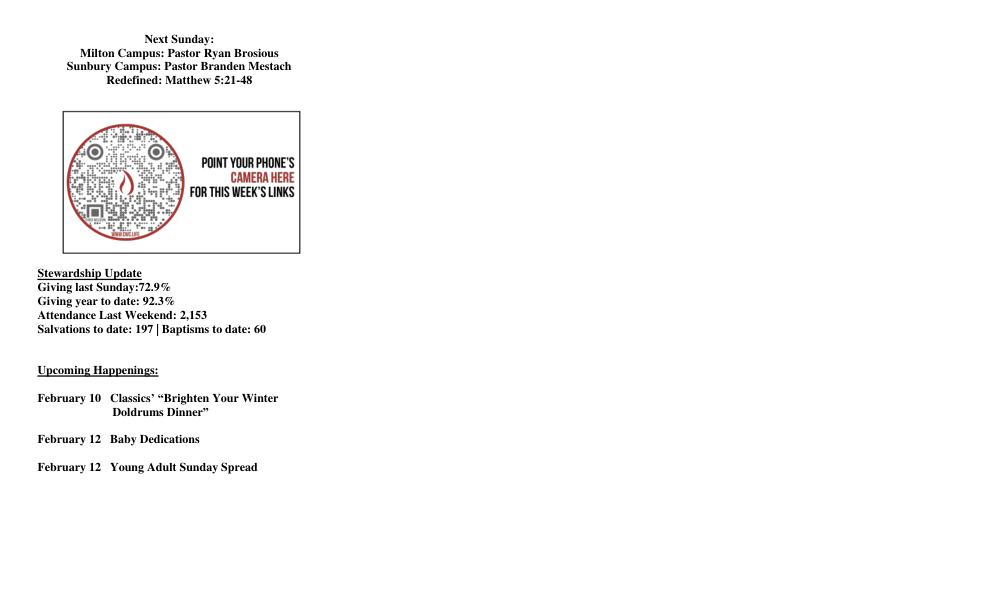 Next Sunday:
Milton Campus: Pastor Ryan Brosious
Sunbury Campus: Pastor Branden Mestach
Redefined: Matthew 5:21-48
POINT YOUR PHONE'S
CAMERA HERE
FOR THIS WEEK'S LINKS
WWW.CWC.LIFE
Stewardship Update
Giving last Sunday:72.9%
Giving year to date: 92.3%
Attendance Last Weekend: 2,153
Salvations to date: 197 | Baptisms to date: 60
Upcoming Happenings:
February 10 Classics' “Brighten Your Winter
Doldrums Dinner”
February 12 Baby Dedications
February 12 Young Adult Sunday Spread